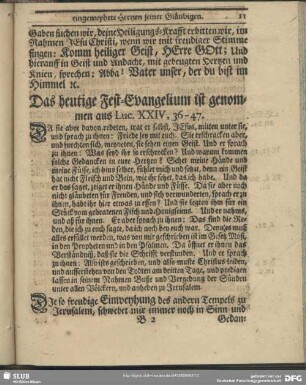 eingeweyhete Hertzen seiner Gläubigen. 11
Gaben suchen wir, deine Heiligungs-Krafft erbitten wir, im
Nahmen JEsu Christi, wenn wir mit freudiger Stimme
singen: Komm heiliger Geist, HErre GOtt; Und
hierauf in Geist und Andacht, mit gebeugten Hertzen und
Knien, sprechen: Abba! Vater unser, der du bist im
Himmel ꝛc.
Das heutige Fest-Evangelium ist genom-
men aus Luc. XXIV, 36-47.
DA sie aber davon redeten, trat er selbst, JEsus, mitten unter sie,
und sprach zu ihnen: Friede sey mit euch. Sie erschracken aber,
und furchten sich, meyneten, sie sehen einen Geist. Und er sprach
zu ihnen: Was seyd ihr so erschrocken? Und warum kommen
solche Gedancken in eure Hertzen? Sehet meine Hände und
meine Füsse, ich bins selber, fühlet mich und sehet, denn ein Geist
hat nicht Fleisch und Bein, wie ihr sehet, das ich habe. Und da
er das saget, zeiget er ihnen Hände und Füsse. Da sie aber noch
nicht gläubeten für Freuden, und sich verwunderten, sprach er zu
ihnen, habt ihr hier etwas zu essen? Und sie legten ihm für ein
Stück vom gebratenen Fisch und Honigseims. Und er nahms,
und aß für ihnen. Er aber sprach zu ihnen: Das sind die Re-
den, die ich zu euch sagte, da ich noch bey euch war. Denn es muß
alles erfüllet werden, was von mir geschrieben ist im Gesetz Mosi,
in den Propheten und in den Psalmen. Da öffnet er ihnen das
Verständniß, daß sie die Schrifft verstunden. Und er sprach
zu ihnen: Also ists geschrieben, und also muste Christus leiden,
und aufferstehen von den Todten am dritten Tage, und predigen
lassen in seinem Nahmen Busse und Vergebung der Sünden
unter allen Völckern, und anheben zu Jerusalem.
DIe so freudige Einweyhung des andern Tempels zu
Jerusalem, schwebet mir immer noch in Sinn und
B 2 Gedan-
SLUB
DFG